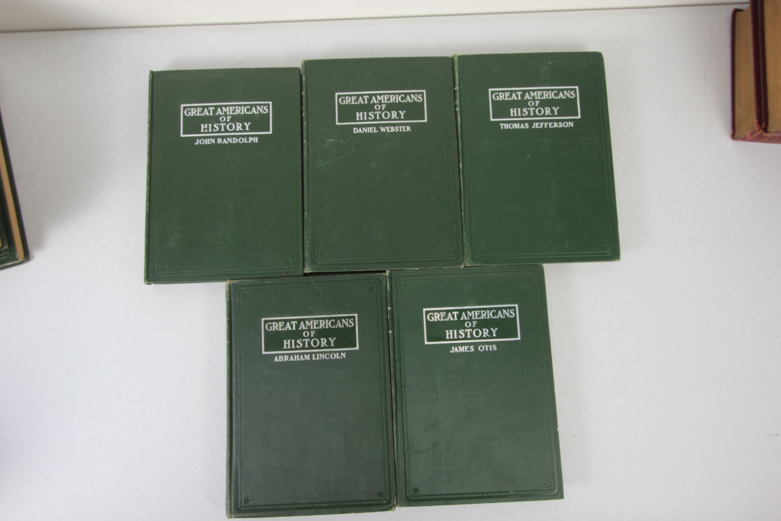 GREAT AMERICANS
OF
HISTORY
JOHN RANDOLPH
GREAT AMERICANS
OF
HISTORY
DANIEL WEBSTER
GREAT AMERICANS
OF
HISTORY
THOMAS JEFFERSON
GREAT AMERICANS
OF
HISTORY
ABRAHAM LINCOLN
GREAT AMERICANS
OF
HISTORY
JAMES OTIS